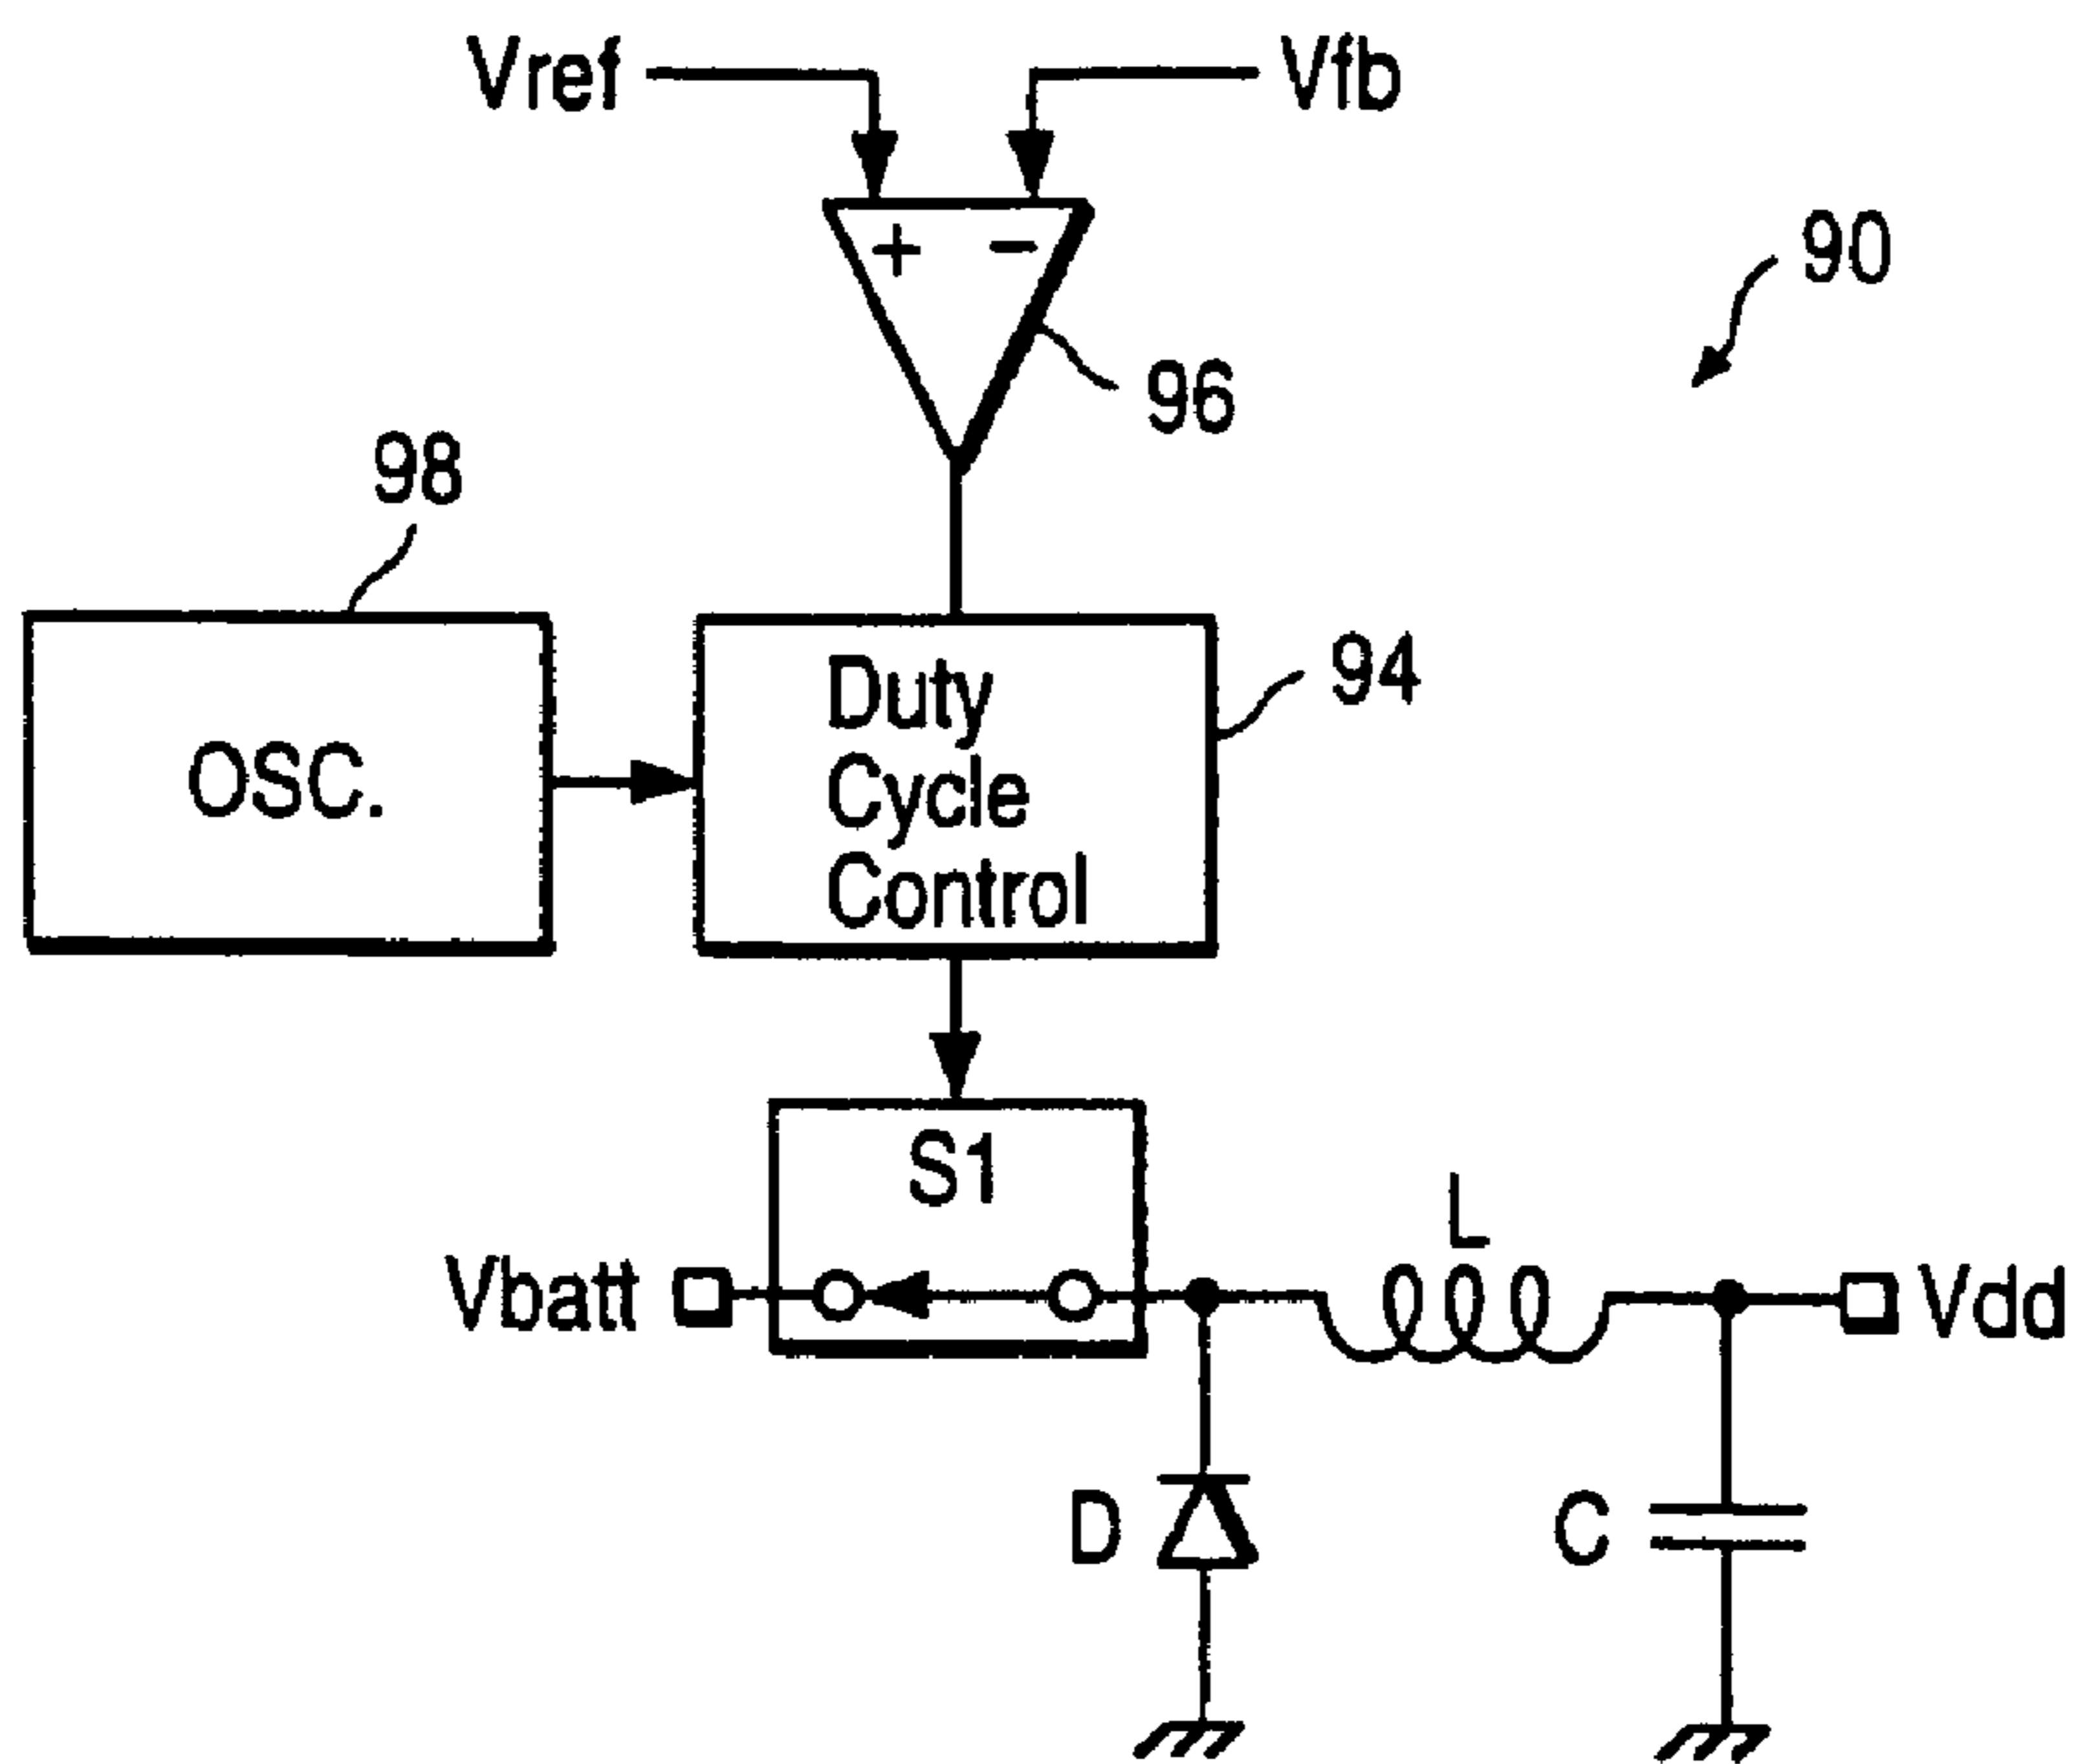 Vref
Vfb
+
-
90
96
98
OSC.
Duty
Cycle
Control
94
S1
L
Vbatt
Vdd
D
C